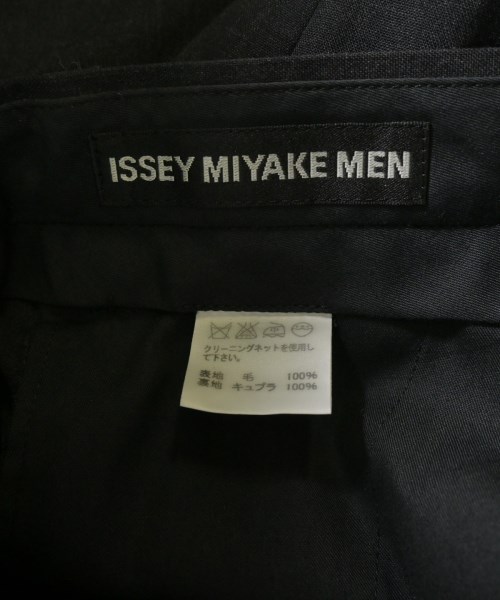 ISSEY MIYAKE MEN
クリーニングネットを使用し
て下さい。
表地 毛 100%
裏地 キュプラ 100%